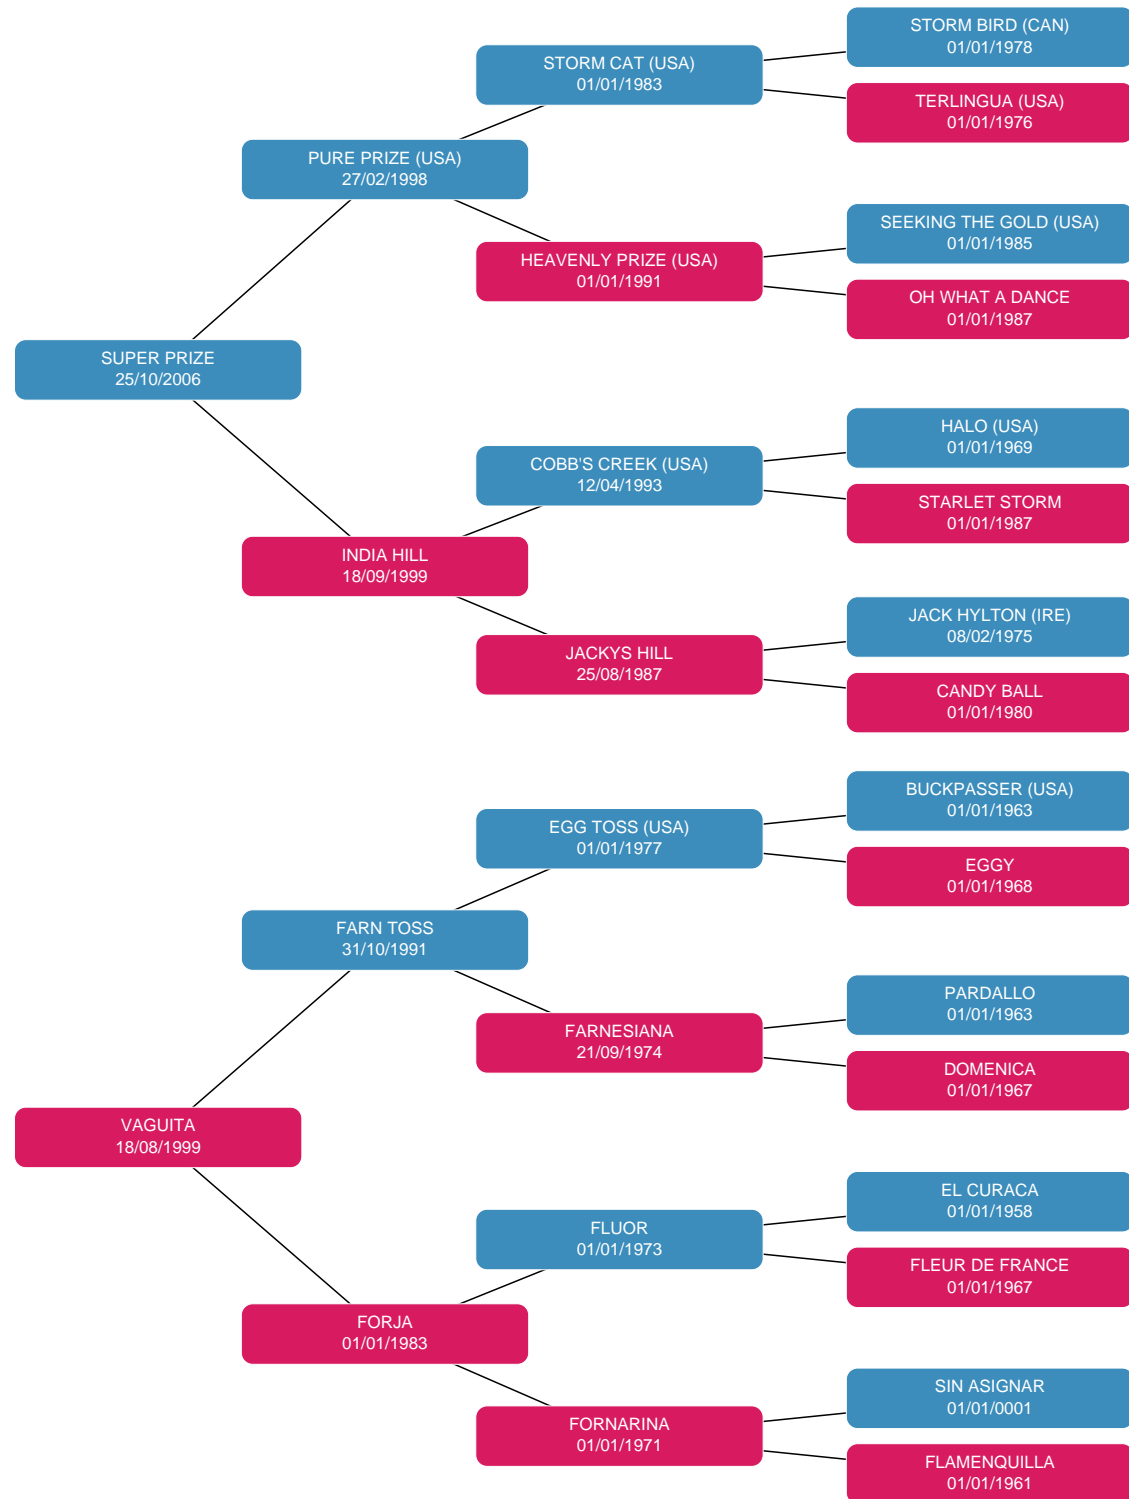 STORM BIRD (CAN)
01/01/1978
STORM CAT (USA)
01/01/1983
TERLINGUA (USA)
01/01/1976
PURE PRIZE (USA)
27/02/1998
SEEKING THE GOLD (USA)
01/01/1985
HEAVENLY PRIZE (USA)
01/01/1991
OH WHAT A DANCE
01/01/1987
SUPER PRIZE
25/10/2006
HALO (USA)
01/01/1969
COBB'S CREEK (USA)
12/04/1993
STARLET STORM
01/01/1987
INDIA HILL
18/09/1999
JACK HYLTON (IRE)
08/02/1975
JACKYS HILL
25/08/1987
CANDY BALL
01/01/1980
BUCKPASSER (USA)
01/01/1963
EGG TOSS (USA)
01/01/1977
EGGY
01/01/1968
FARN TOSS
31/10/1991
PARDALLO
01/01/1963
FARNESIANA
21/09/1974
DOMENICA
01/01/1967
VAGUITA
18/08/1999
EL CURACA
01/01/1958
FLUOR
01/01/1973
FLEUR DE FRANCE
01/01/1967
FORJA
01/01/1983
SIN ASIGNAR
01/01/0001
FORNARINA
01/01/1971
FLAMENQUILLA
01/01/1961